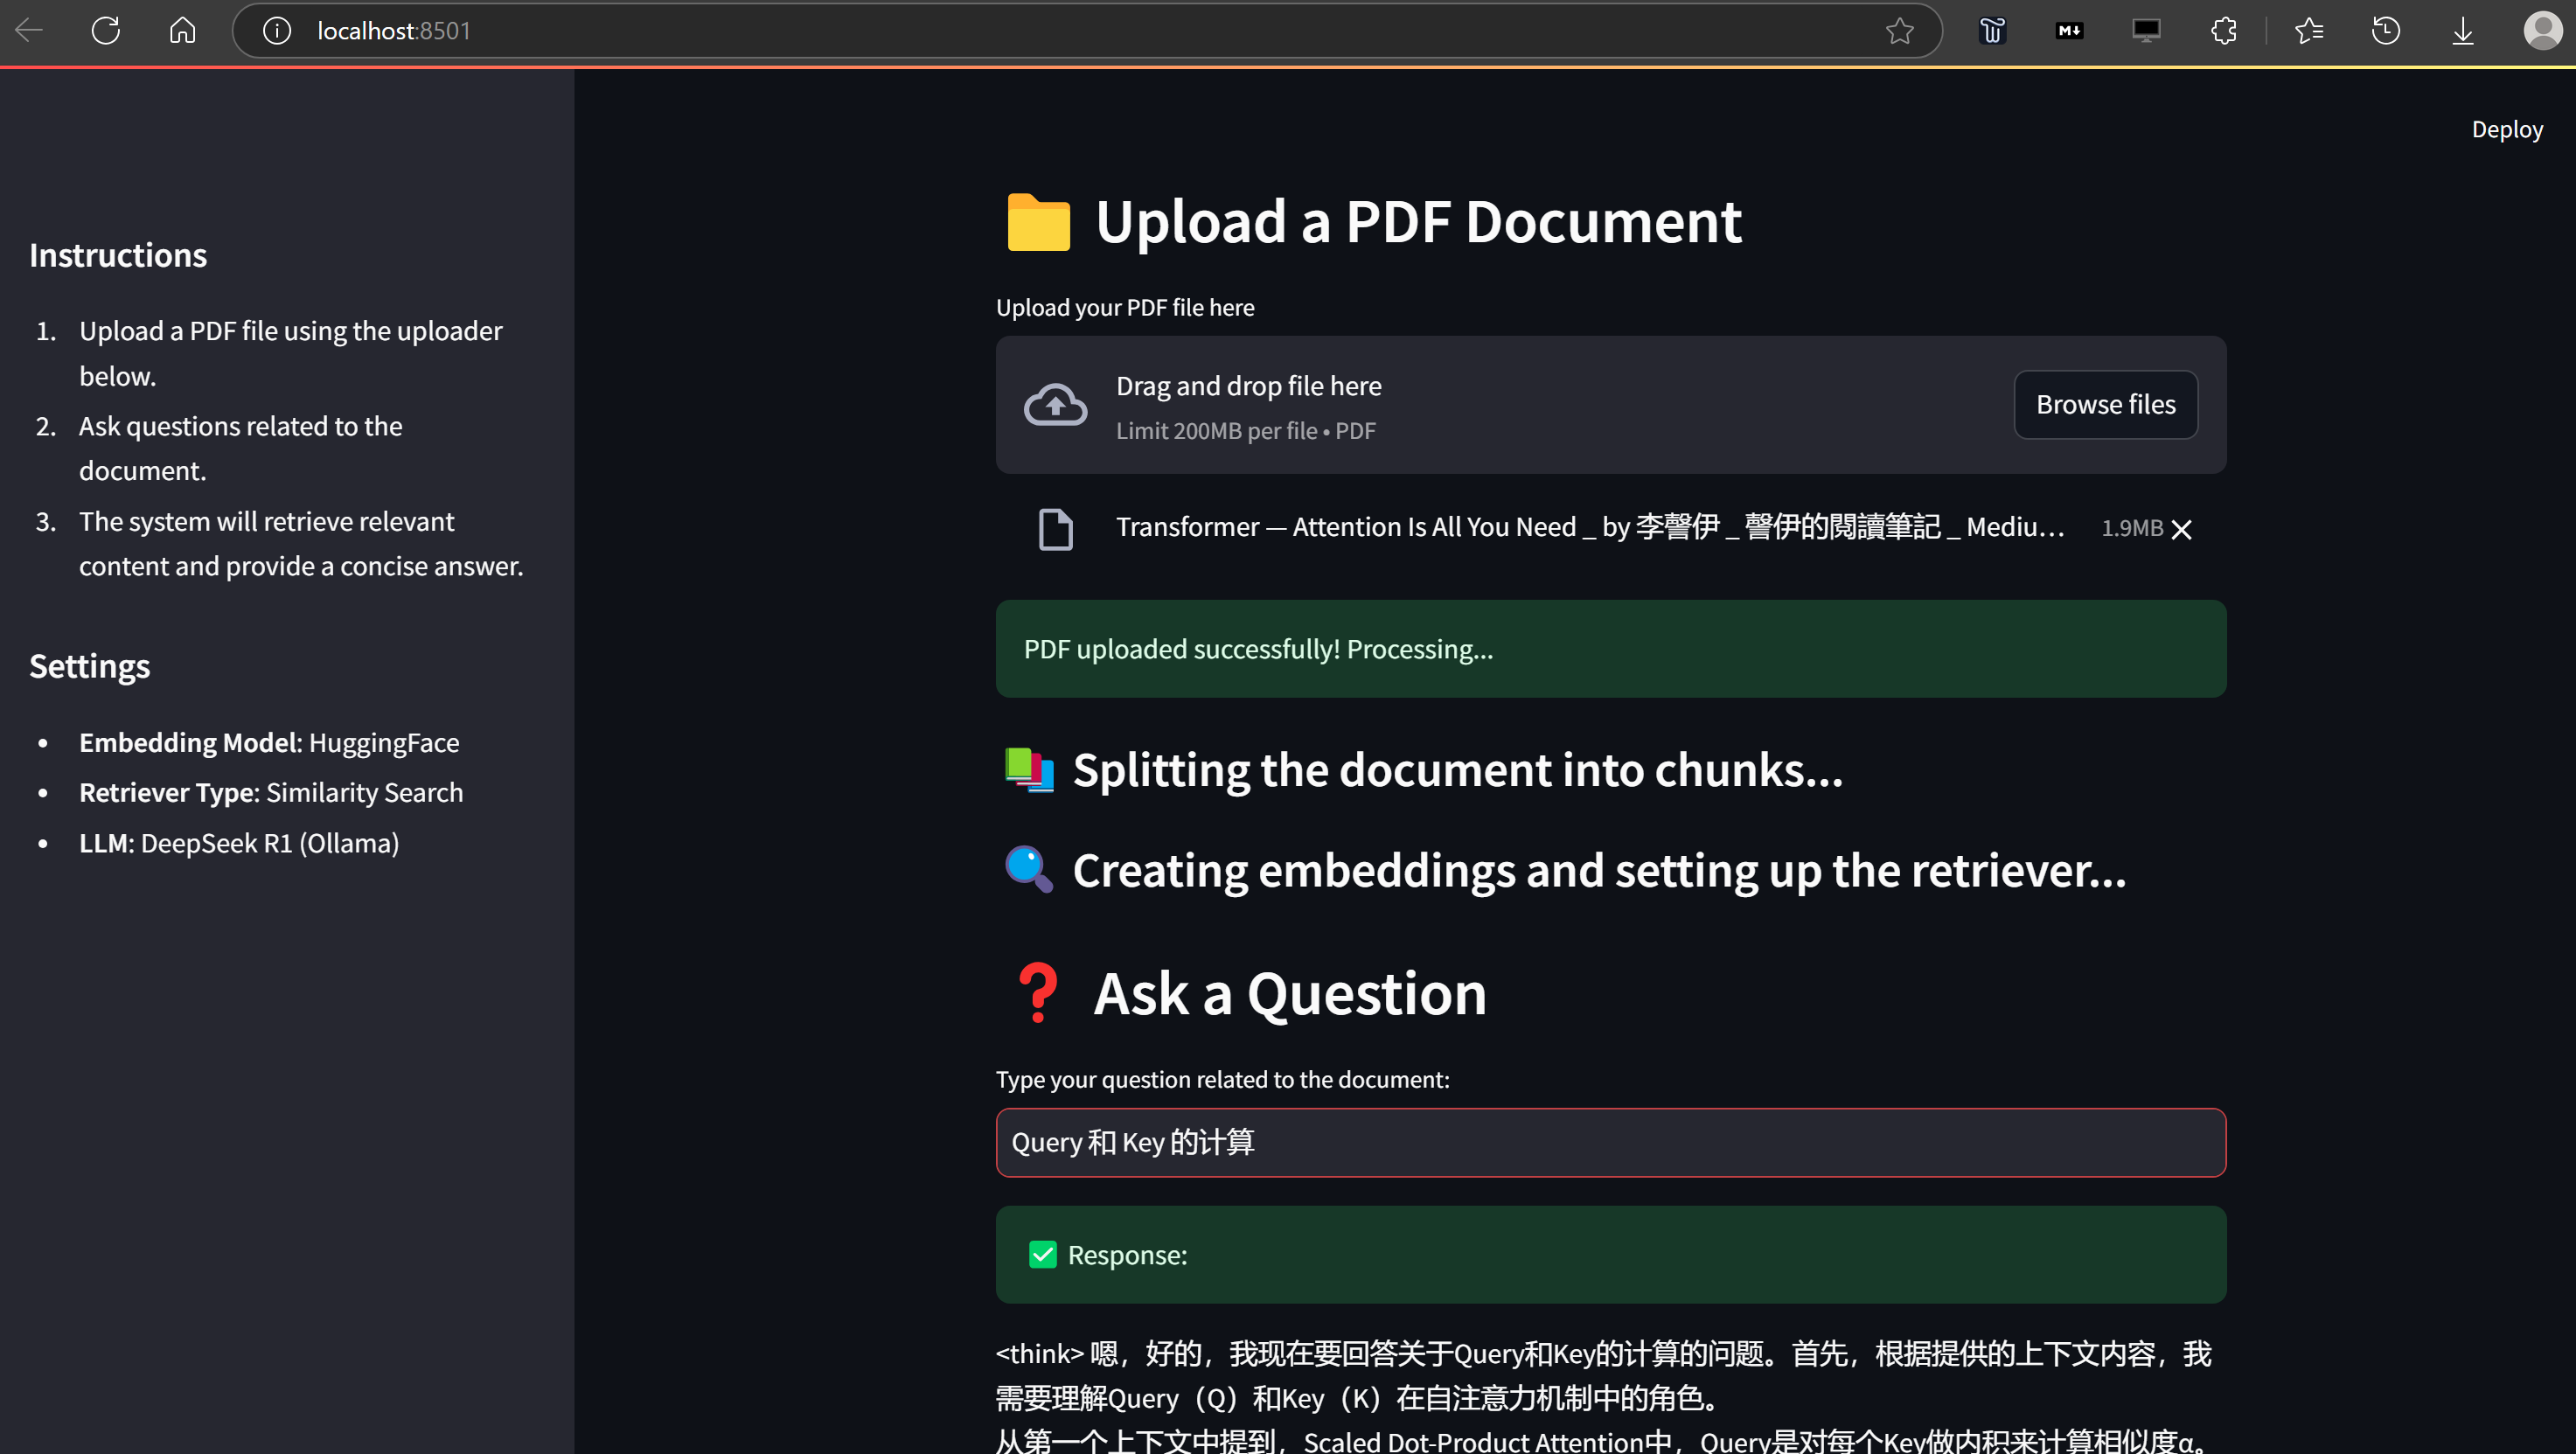 localhost:8501
Deploy
Instructions
1. Upload a PDF file using the uploader
below.
2. Ask questions related to the
document.
3. The system will retrieve relevant
content and provide a concise answer.
Settings
• Embedding Model: HuggingFace
• Retriever Type: Similarity Search
• LLM: DeepSeek R1 (Ollama)
Upload a PDF Document
Upload your PDF file here
Drag and drop file here
Limit 200MB per file • PDF
Browse files
Transformer — Attention Is All You Need _ by 李謦伊 _ 謦伊的閱讀筆記 _ Mediu... 1.9MB
PDF uploaded successfully! Processing...
Splitting the document into chunks...
Creating embeddings and setting up the retriever...
Ask a Question
Type your question related to the document:
Query 和 Key 的计算
Response:
<think> 嗯，好的，我现在要回答关于Query和Key的计算的问题。首先，根据提供的上下文内容，我
需要理解Query（Q）和Key（K）在自注意力机制中的角色。
从第一个上下文中提到，Scaled Dot-Product Attention中，Query是对每个Key做内积来计算相似度α。